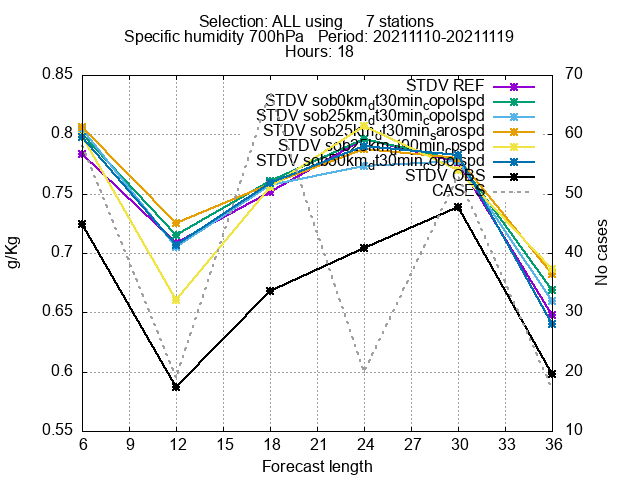 Selection: ALL using     7 stations
Specific humidity 700hPa   Period: 20211110-20211119
Hours: 18
0.85
0.8
0.75
0.7
0.65
0.6
0.55
g/Kg
70
60
50
40
30
20
10
No cases
STDV REF
STDV sob0km_dt30min_copolspd
STDV sob25km_dt30min_copolspd
STDV sob25km_dt30min_sarospd
STDV
STDV sob50km_dt30min_copolspd
STDV OBS
CASES
6 9 12 15 18 21 24 27 30 33 36
Forecast length